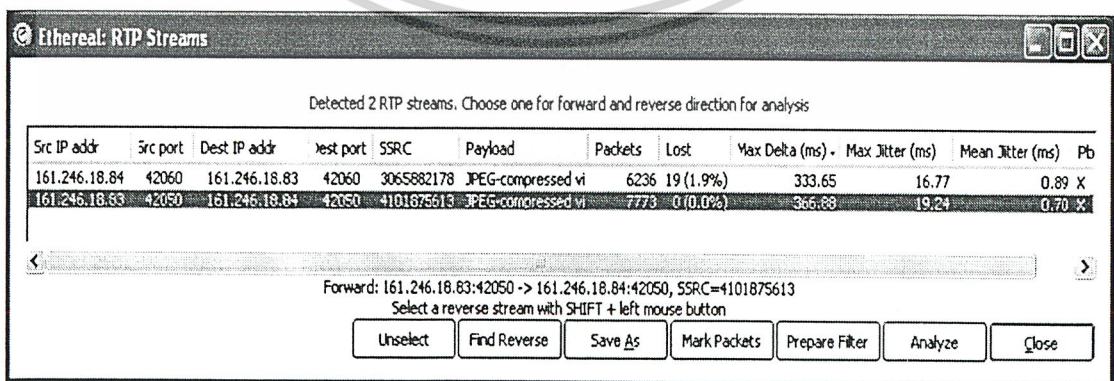 Ethereal: RTP Streams
Detected 2 RTP streams. Choose one for forward and reverse direction for analysis
Src IP addr Src port Dest IP addr Dest port SSRC Payload Packets Lost Max Delta (ms) Max Jitter (ms) Mean Jitter (ms) Pb
161.246.18.84 42060 161.246.18.83 42060 3065882178 JPEG-compressed vi 6236 19 (1.9%) 333.65 16.77 0.89 X
161.246.18.83 42050 161.246.18.84 42050 4101875613 JPEG-compressed vi 7773 0 (0.0%) 366.88 19.24 0.70 X
Forward: 161.246.18.83:42050 -> 161.246.18.84:42050, SSRC=4101875613
Select a reverse stream with SHIFT + left mouse button
Unselect Find Reverse Save As Mark Packets Prepare Filter Analyze Close